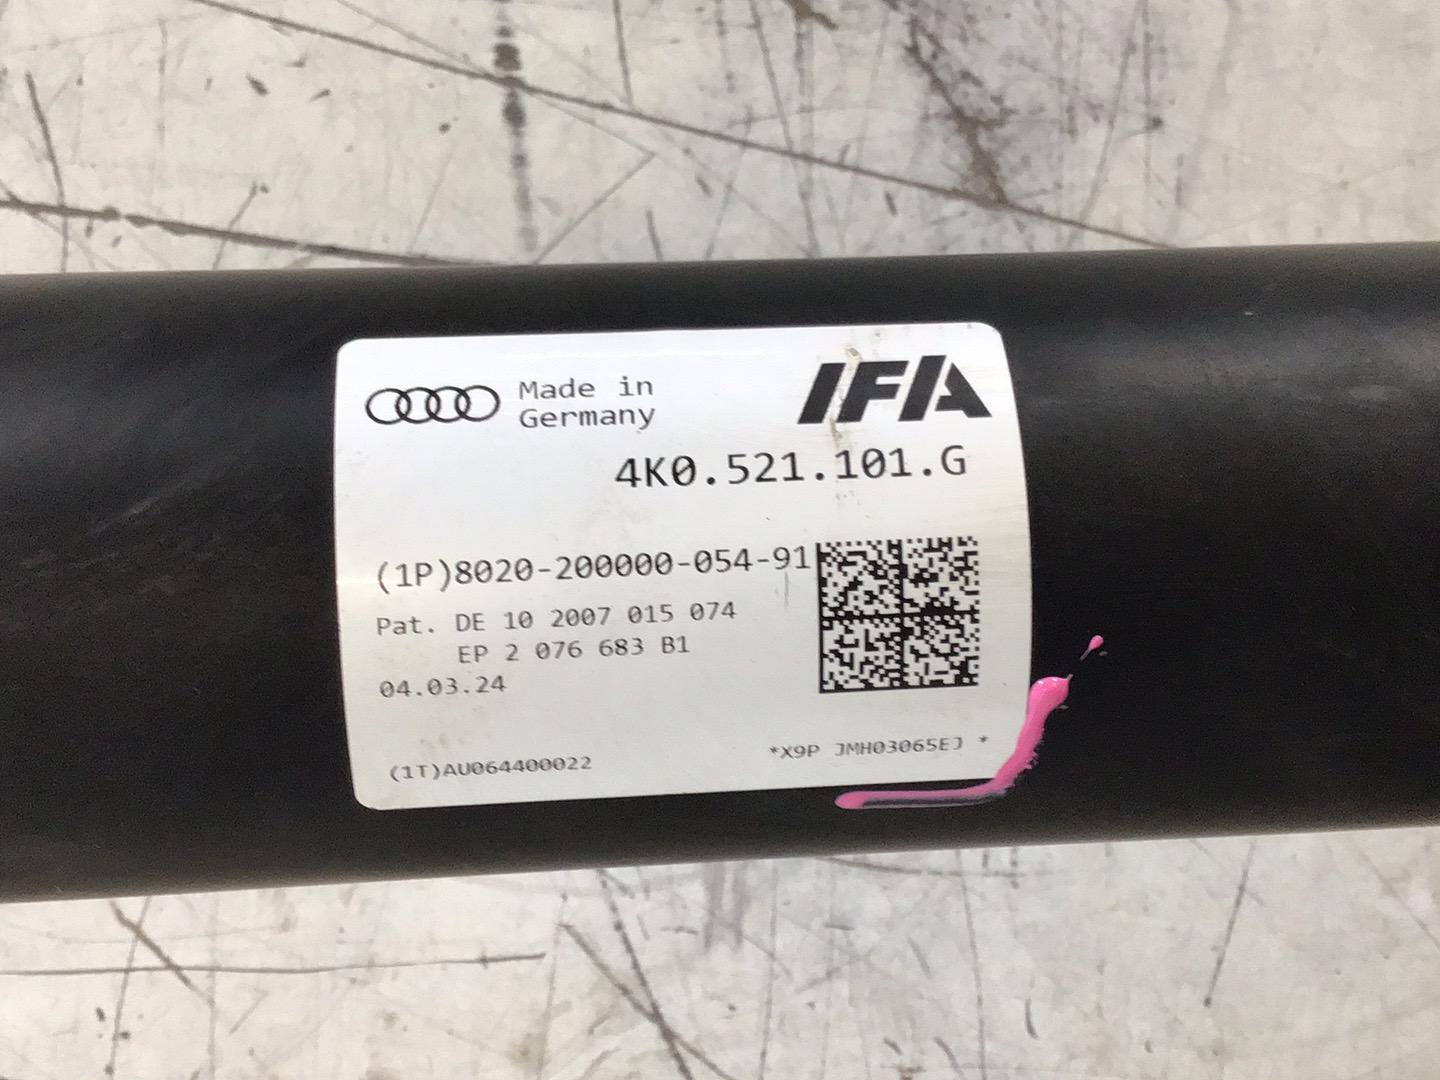 Made in
Germany
IFA
4K0.521.101.G
(1P)8020-200000-054-91
Pat. DE 10 2007 015 074
EP 2 076 683 B1
04.03.24
(1T)AU064400022
*X9P JMH03065EJ *